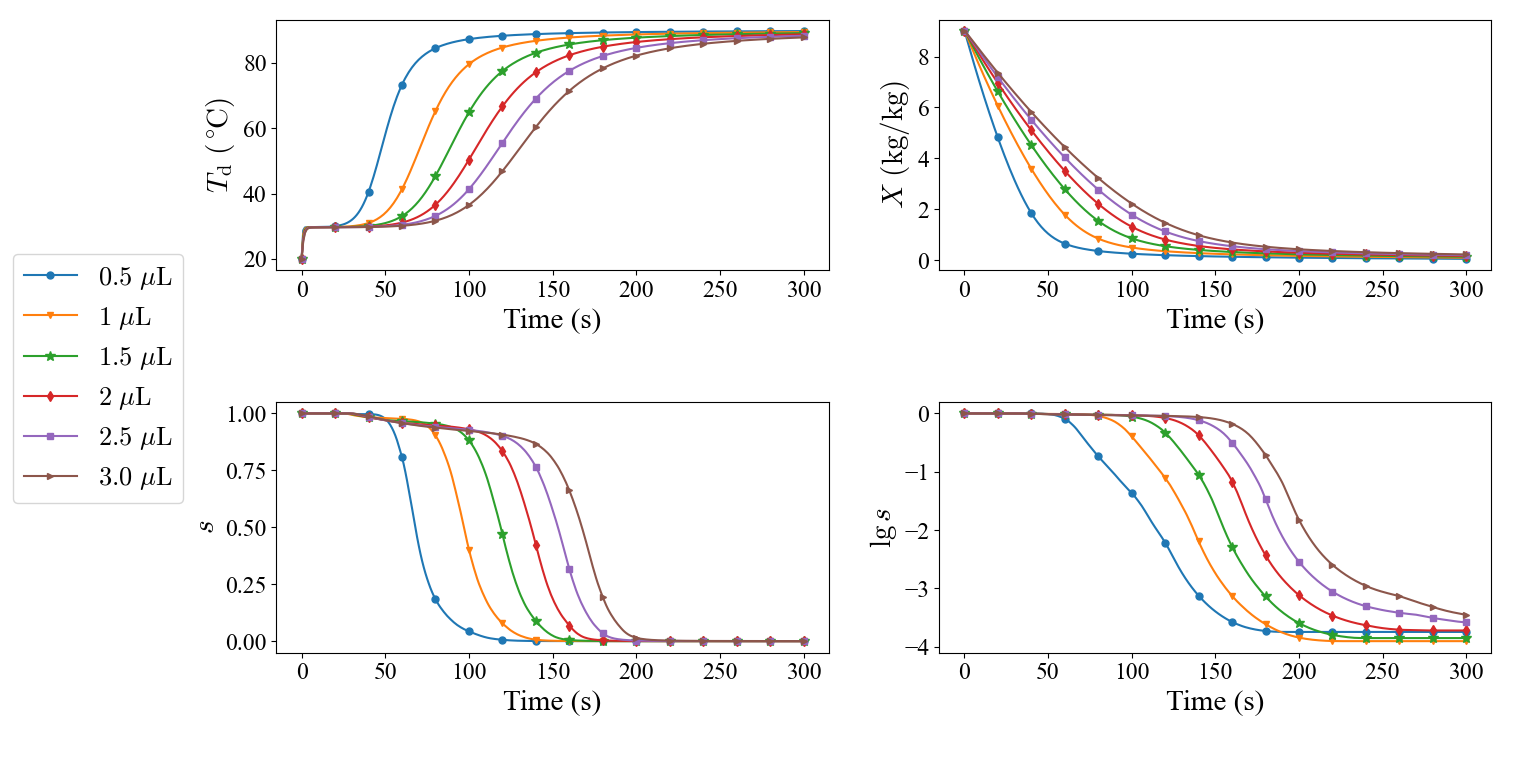 0.5 μL
1 μL
1.5 μL
2 μL
2.5 μL
3.0 μL
T_d (°C)
80
60
40
20
0 50 100 150 200 250 300
Time (s)
X (kg/kg)
8
6
4
2
0
0 50 100 150 200 250 300
Time (s)
s
1.00
0.75
0.50
0.25
0.00
0 50 100 150 200 250 300
Time (s)
lg s
0
−1
−2
−3
−4
0 50 100 150 200 250 300
Time (s)